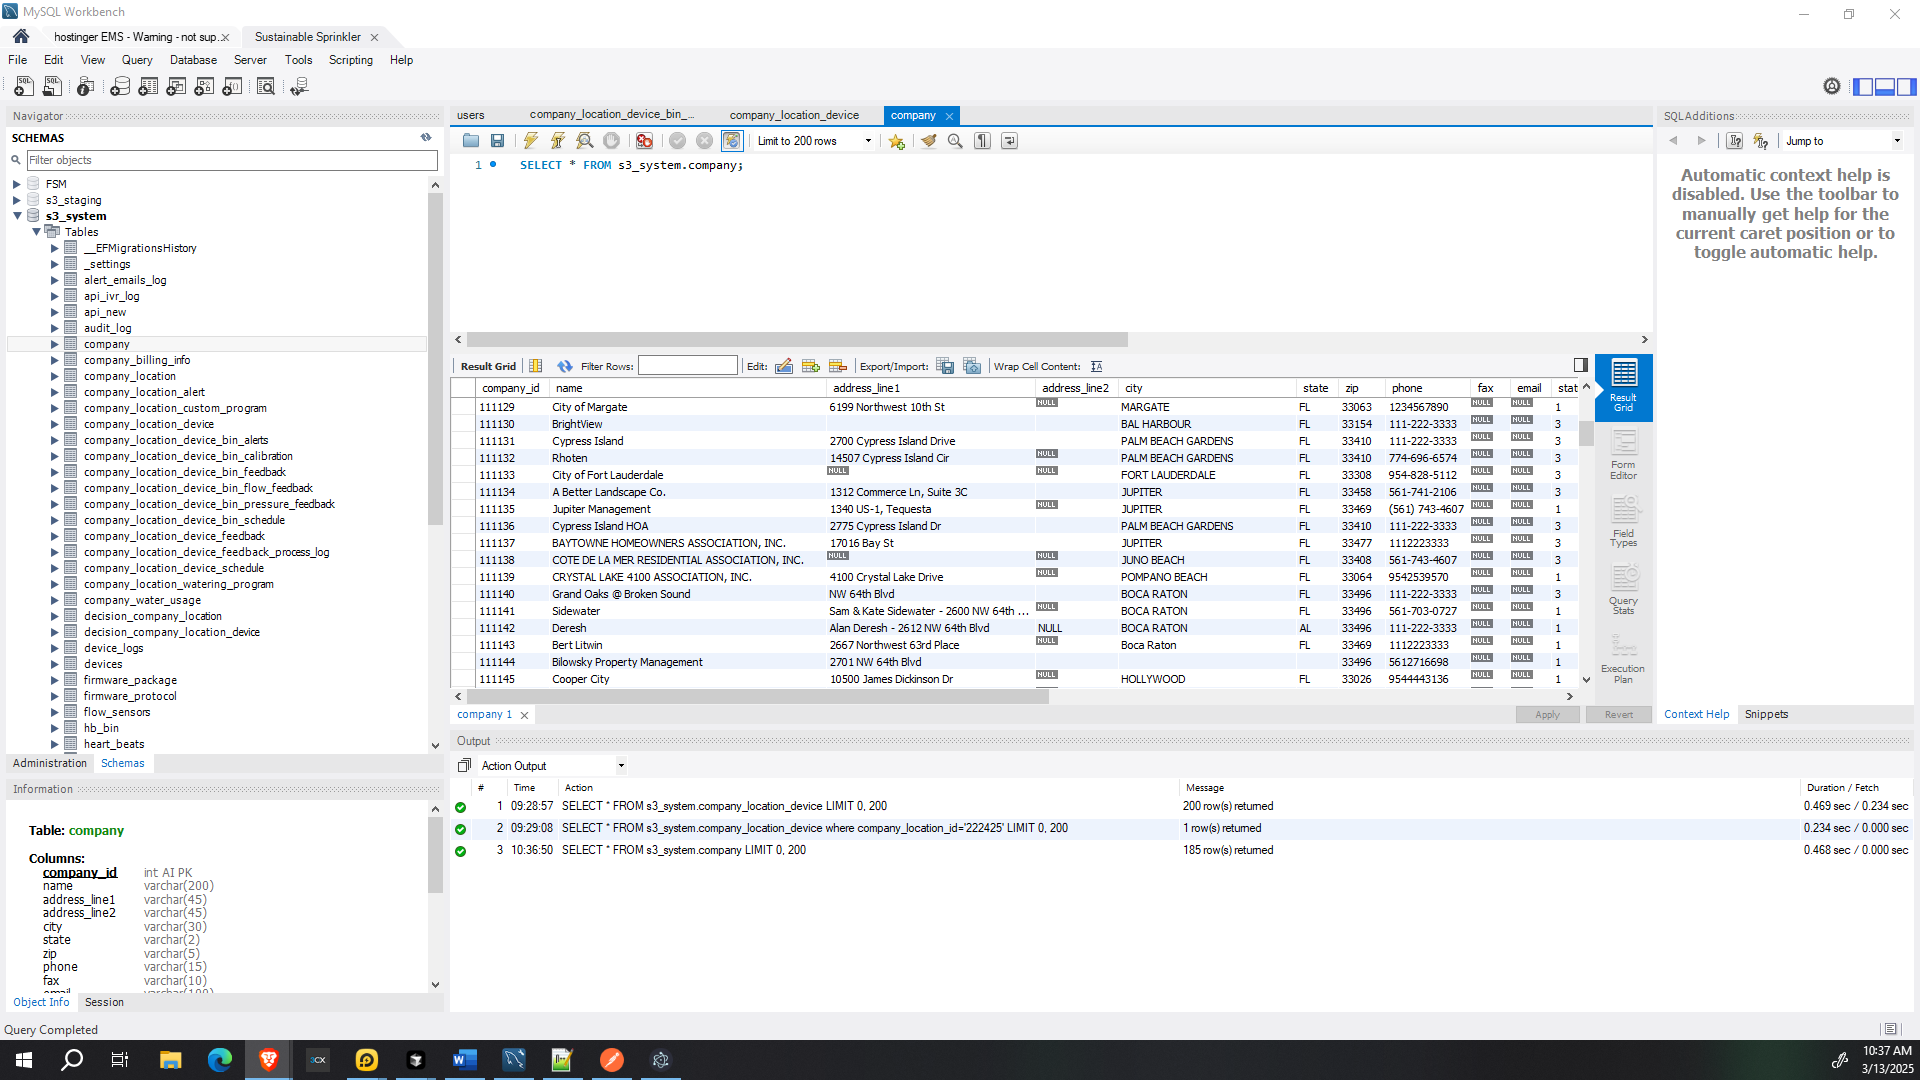 MySQL Workbench
hostinger EMS - Warning - not sup... Sustainable Sprinkler
File Edit View Query Database Server Tools Scripting Help
Navigator
SCHEMAS
Filter objects
FSM
s3_staging
s3_system
Tables
__EFMigrationsHistory
_settings
alert_emails_log
api_ivr_log
api_new
audit_log
company
company_billing_info
company_location
company_location_alert
company_location_custom_program
company_location_device
company_location_device_bin_alerts
company_location_device_bin_calibration
company_location_device_bin_feedback
company_location_device_bin_flow_feedback
company_location_device_bin_pressure_feedback
company_location_device_bin_schedule
company_location_device_feedback
company_location_device_feedback_process_log
company_location_device_schedule
company_location_watering_program
company_water_usage
decision_company_location
decision_company_location_device
device_logs
devices
firmware_package
firmware_protocol
flow_sensors
hb_bin
heart_beats
Administration Schemas
Information
Table: company
Columns:
company_id int AI PK
name varchar(200)
address_line1 varchar(45)
address_line2 varchar(45)
city varchar(30)
state varchar(2)
zip varchar(5)
phone varchar(15)
fax varchar(10)
Object Info Session
users company_location_device_bin_... company_location_device company
Limit to 200 rows
1 SELECT * FROM s3_system.company;
Result Grid Filter Rows: Edit: Export/Import: Wrap Cell Content:
company_id name address_line1 address_line2 city state zip phone fax email stat
111129 City of Margate 6199 Northwest 10th St NULL MARGATE FL 33063 1234567890 NULL NULL 1
111130 BrightView BAL HARBOUR FL 33154 111-222-3333 NULL NULL 3
111131 Cypress Island 2700 Cypress Island Drive PALM BEACH GARDENS FL 33410 111-222-3333 NULL NULL 3
111132 Rhoten 14507 Cypress Island Cir NULL PALM BEACH GARDENS FL 33410 774-696-6574 NULL NULL 3
111133 City of Fort Lauderdale NULL NULL FORT LAUDERDALE FL 33308 954-828-5112 NULL NULL 3
111134 A Better Landscape Co. 1312 Commerce Ln, Suite 3C JUPITER FL 33458 561-741-2106 NULL NULL 3
111135 Jupiter Management 1340 US-1, Tequesta NULL JUPITER FL 33469 (561) 743-4607 NULL NULL 1
111136 Cypress Island HOA 2775 Cypress Island Dr PALM BEACH GARDENS FL 33410 111-222-3333 NULL NULL 3
111137 BAYTOWNE HOMEOWNERS ASSOCIATION, INC. 17016 Bay St JUPITER FL 33477 1112223333 NULL NULL 3
111138 COTE DE LA MER RESIDENTIAL ASSOCIATION, INC. NULL NULL JUNO BEACH FL 33408 561-743-4607 NULL NULL 3
111139 CRYSTAL LAKE 4100 ASSOCIATION, INC. 4100 Crystal Lake Drive NULL POMPANO BEACH FL 33064 9542539570 NULL NULL 1
111140 Grand Oaks @ Broken Sound NW 64th Blvd BOCA RATON FL 33496 111-222-3333 NULL NULL 3
111141 Sidewater Sam & Kate Sidewater - 2600 NW 64th ... NULL BOCA RATON FL 33496 561-703-0727 NULL NULL 1
111142 Deresh Alan Deresh - 2612 NW 64th Blvd NULL BOCA RATON AL 33496 111-222-3333 NULL NULL 1
111143 Bert Litwin 2667 Northwest 63rd Place NULL Boca Raton FL 33469 1112223333 NULL NULL 1
111144 Bilowsky Property Management 2701 NW 64th Blvd 33496 5612716698 NULL NULL 1
111145 Cooper City 10500 James Dickinson Dr NULL HOLLYWOOD FL 33026 9544443136 NULL NULL 1
company 1 Apply Revert
Result Grid
Form Editor
Field Types
Query Stats
Execution Plan
SQLAdditions
Jump to
Automatic context help is
disabled. Use the toolbar to
manually get help for the
current caret position or to
toggle automatic help.
Context Help Snippets
Output
Action Output
# Time Action Message Duration / Fetch
1 09:28:57 SELECT * FROM s3_system.company_location_device LIMIT 0, 200 200 row(s) returned 0.469 sec / 0.234 sec
2 09:29:08 SELECT * FROM s3_system.company_location_device where company_location_id='222425' LIMIT 0, 200 1 row(s) returned 0.234 sec / 0.000 sec
3 10:36:50 SELECT * FROM s3_system.company LIMIT 0, 200 185 row(s) returned 0.468 sec / 0.000 sec
Query Completed
10:37 AM
3/13/2025